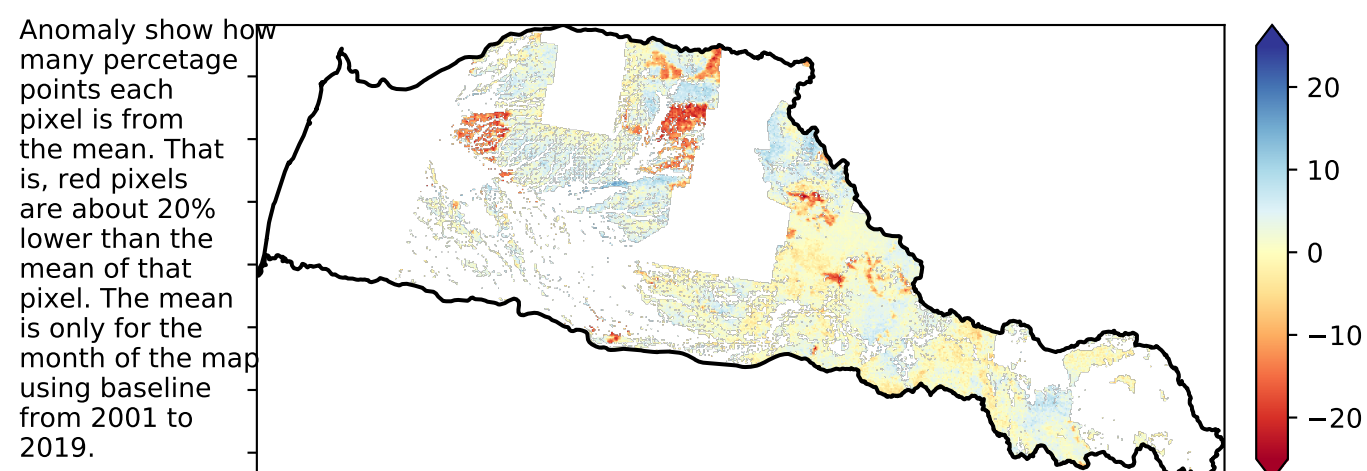 Anomaly show how
many percetage
points each
pixel is from
the mean. That
is, red pixels
are about 20%
lower than the
mean of that
pixel. The mean
is only for the
month of the map
using baseline
from 2001 to
2019.
20
10
0
−10
−20